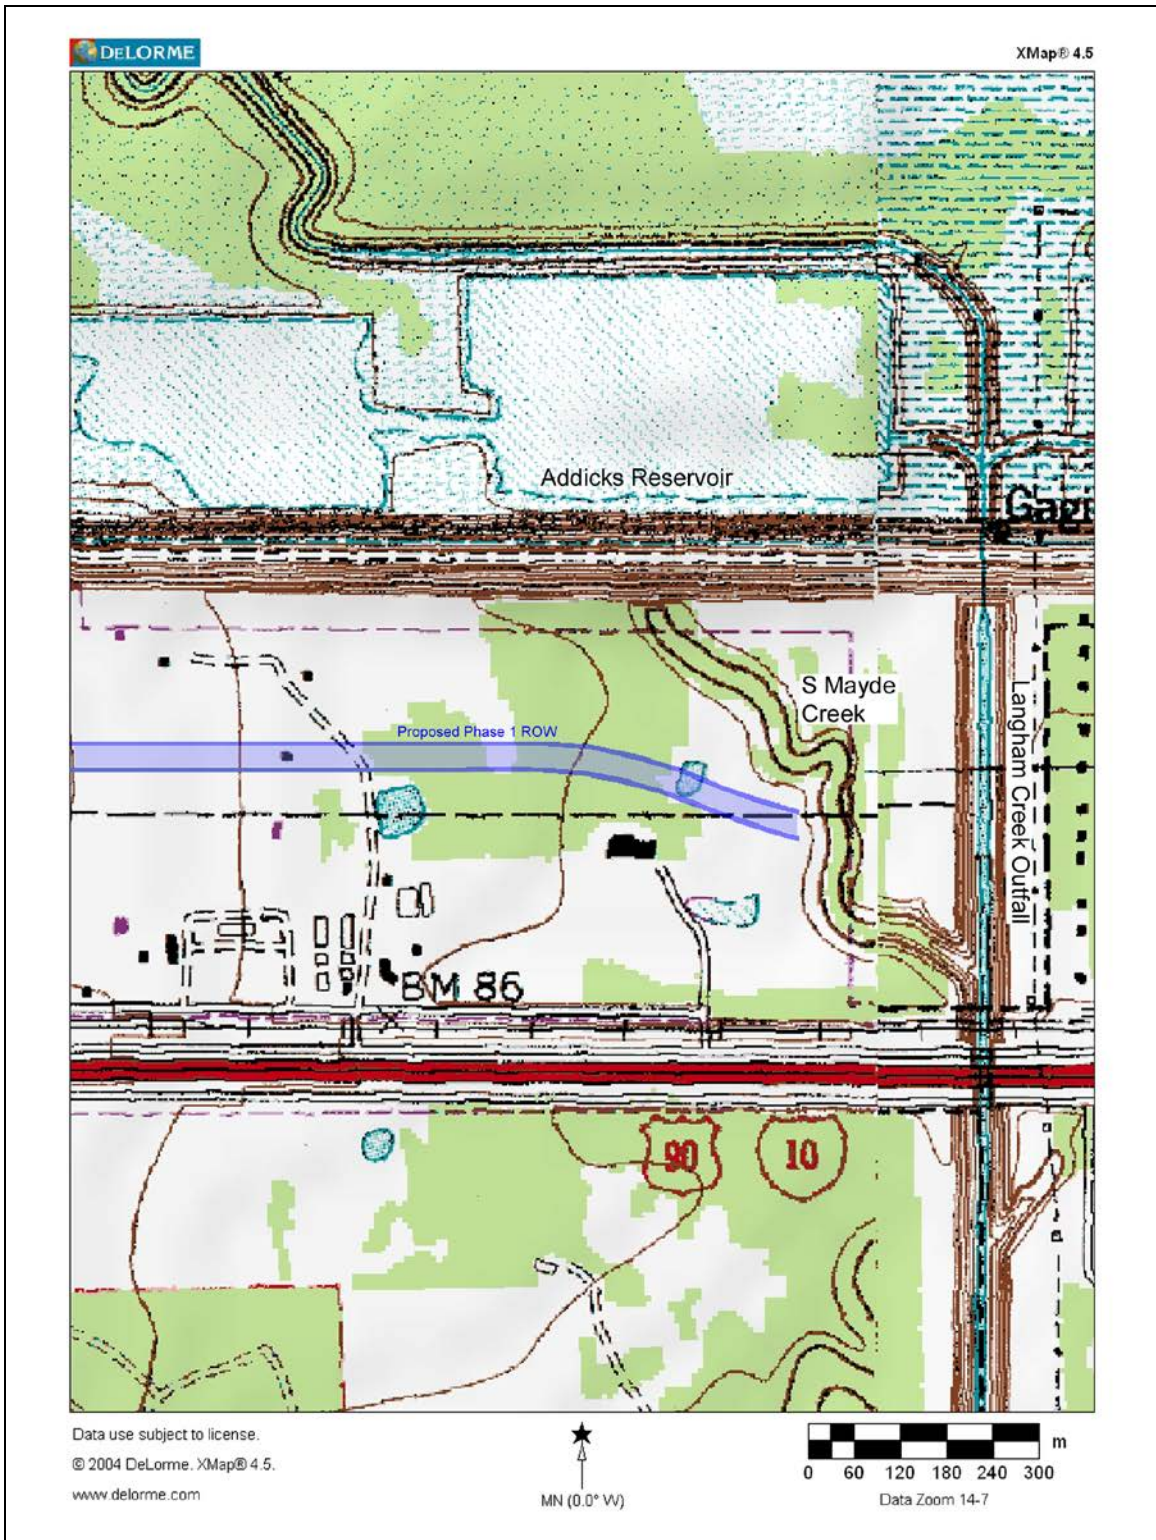 DELORME
XMap® 4.5
Addicks Reservoir
S Mayde
Creek
Proposed Phase 1 ROW
Langham Creek Outfall
BM 86
90
10
Data use subject to license.
© 2004 DeLorme. XMap® 4.5.
www.delorme.com
MN (0.0° W)
m
0 60 120 180 240 300
Data Zoom 14-7